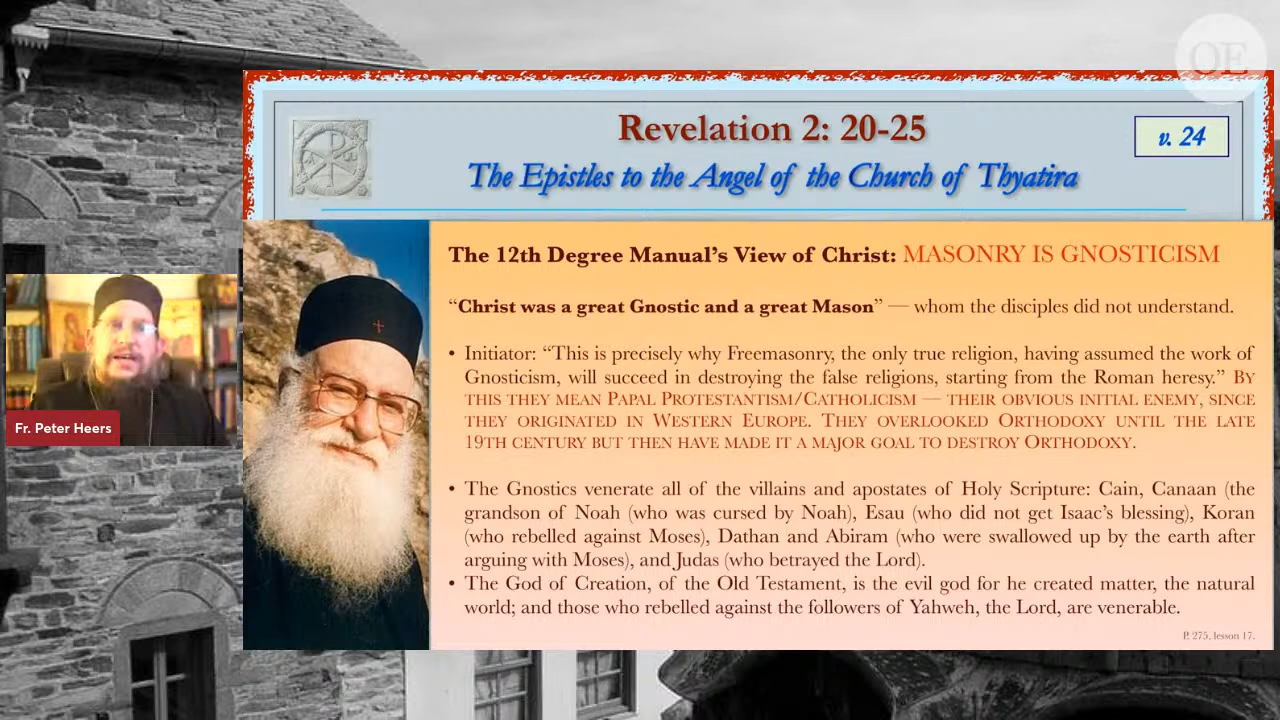 OE
Revelation 2: 20-25
v. 24
The Epistles to the Angel of the Church of Thyatira
The 12th Degree Manual’s View of Christ: MASONRY IS GNOSTICISM
“Christ was a great Gnostic and a great Mason” — whom the disciples did not understand.
• Initiator: “This is precisely why Freemasonry, the only true religion, having assumed the work of
Gnosticism, will succeed in destroying the false religions, starting from the Roman heresy.” BY
THIS THEY MEAN PAPAL PROTESTANTISM/CATHOLICISM — THEIR OBVIOUS INITIAL ENEMY, SINCE
THEY ORIGINATED IN WESTERN EUROPE. THEY OVERLOOKED ORTHODOXY UNTIL THE LATE
19TH CENTURY BUT THEN HAVE MADE IT A MAJOR GOAL TO DESTROY ORTHODOXY.
• The Gnostics venerate all of the villains and apostates of Holy Scripture: Cain, Canaan (the
grandson of Noah (who was cursed by Noah), Esau (who did not get Isaac’s blessing), Koran
(who rebelled against Moses), Dathan and Abiram (who were swallowed up by the earth after
arguing with Moses), and Judas (who betrayed the Lord).
• The God of Creation, of the Old Testament, is the evil god for he created matter, the natural
world; and those who rebelled against the followers of Yahweh, the Lord, are venerable.
P. 275, lesson 17.
Fr. Peter Heers